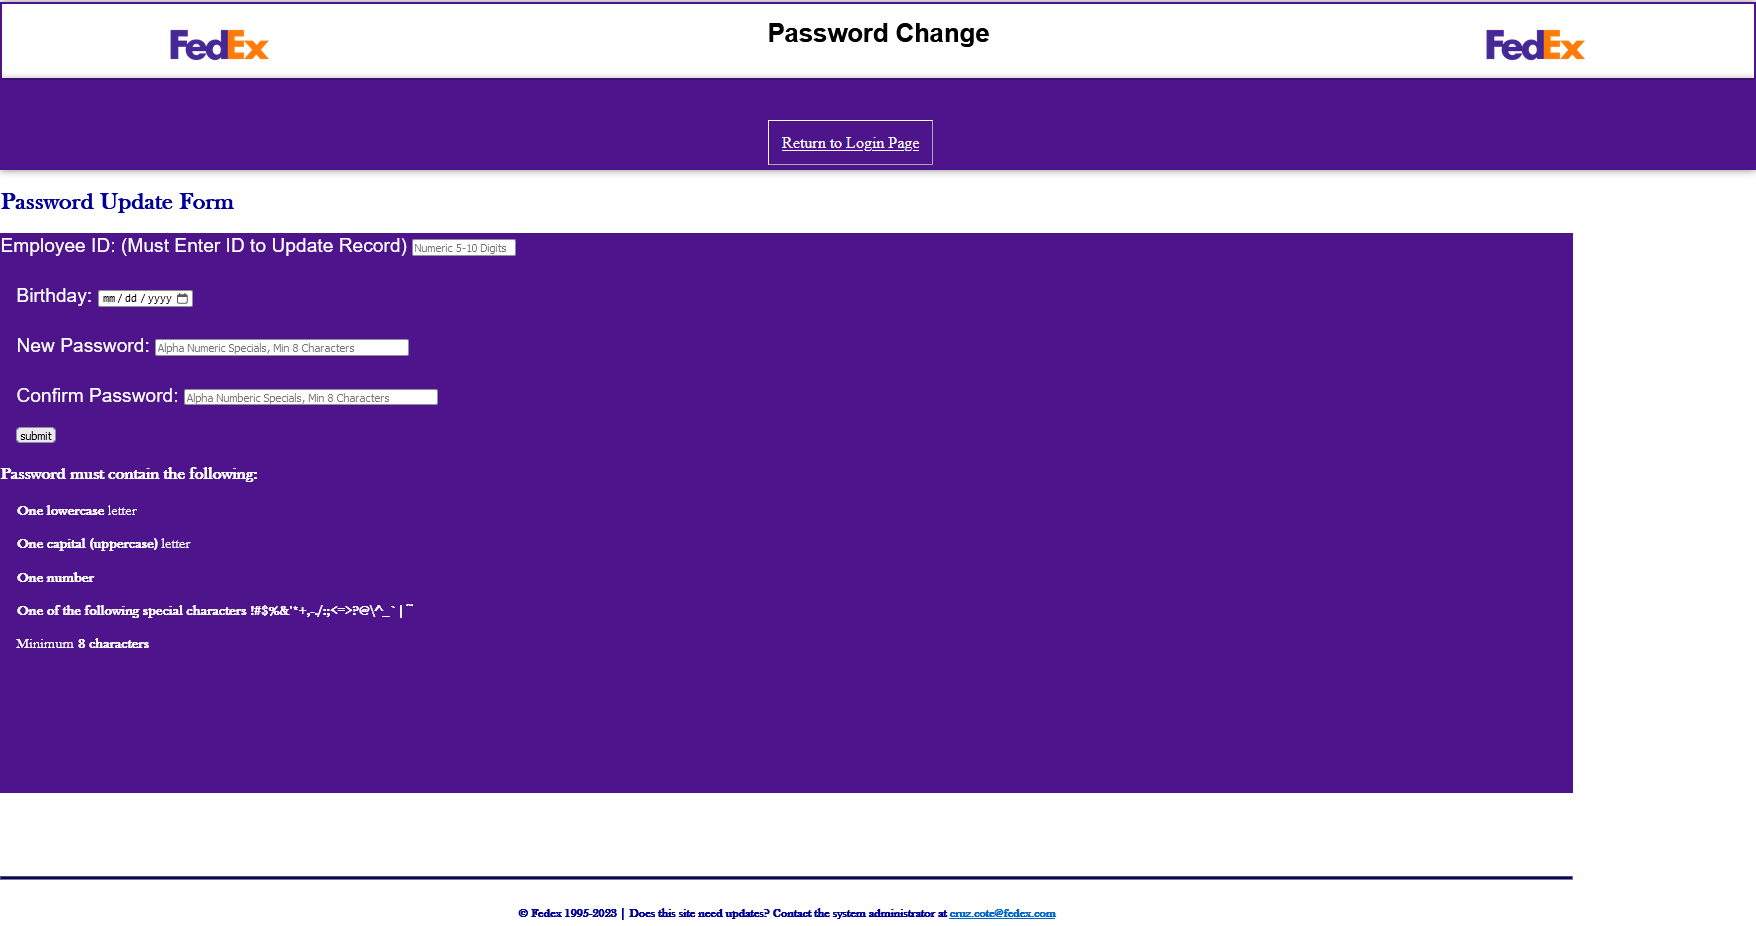 FedEx
Password Change
FedEx
Return to Login Page
Password Update Form
Employee ID: (Must Enter ID to Update Record) Numeric 5-10 Digits
Birthday: mm/dd/yyyy
New Password: Alpha Numeric Specials, Min 8 Characters
Confirm Password: Alpha Numberic Specials, Min 8 Characters
submit
Password must contain the following:
One lowercase letter
One capital (uppercase) letter
One number
One of the following special characters !#$%&'*+,-./:;<=>?@\^_`|~
Minimum 8 characters
© Fedex 1995-2023 | Does this site need updates? Contact the system administrator at cruz.cote@fedex.com